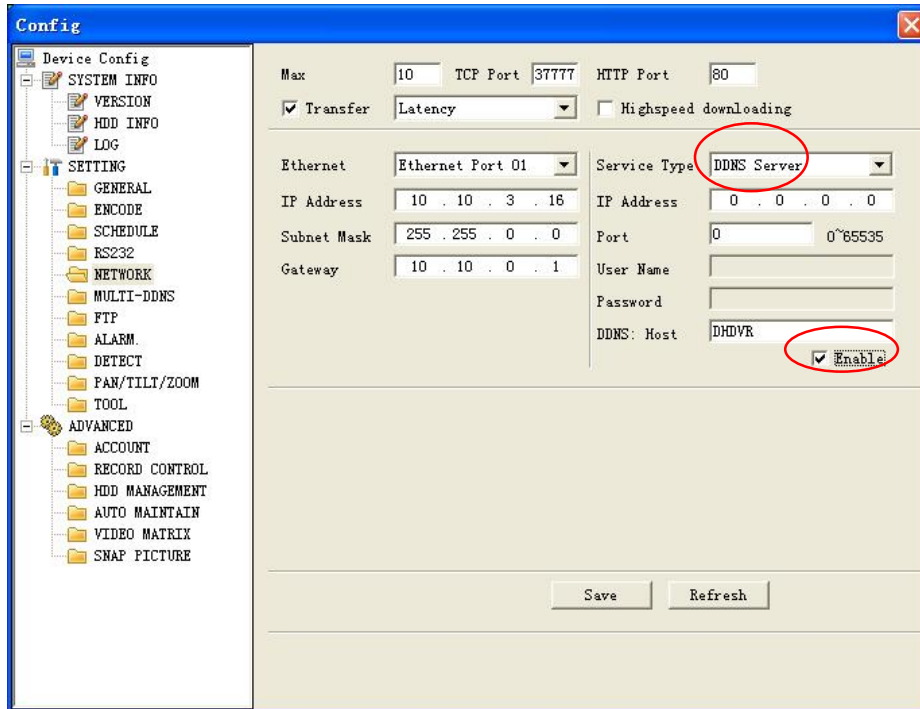 Config
Device Config
SYSTEM INFO
VERSION
HDD INFO
LOG
SETTING
GENERAL
ENCODE
SCHEDULE
RS232
NETWORK
MULTI-DDNS
FTP
ALARM.
DETECT
PAN/TILT/ZOOM
TOOL
ADVANCED
ACCOUNT
RECORD CONTROL
HDD MANAGEMENT
AUTO MAINTAIN
VIDEO MATRIX
SNAP PICTURE
Max 10 TCP Port 37777 HTTP Port 80
Transfer Latency Highspeed downloading
Ethernet Ethernet Port 01
IP Address 10 . 10 . 3 . 16
Subnet Mask 255 . 255 . 0 . 0
Gateway 10 . 10 . 0 . 1
Service Type DDNS Server
IP Address 0 . 0 . 0 . 0
Port 0 0~65535
User Name
Password
DDNS: Host DHDVR
Enable
Save Refresh